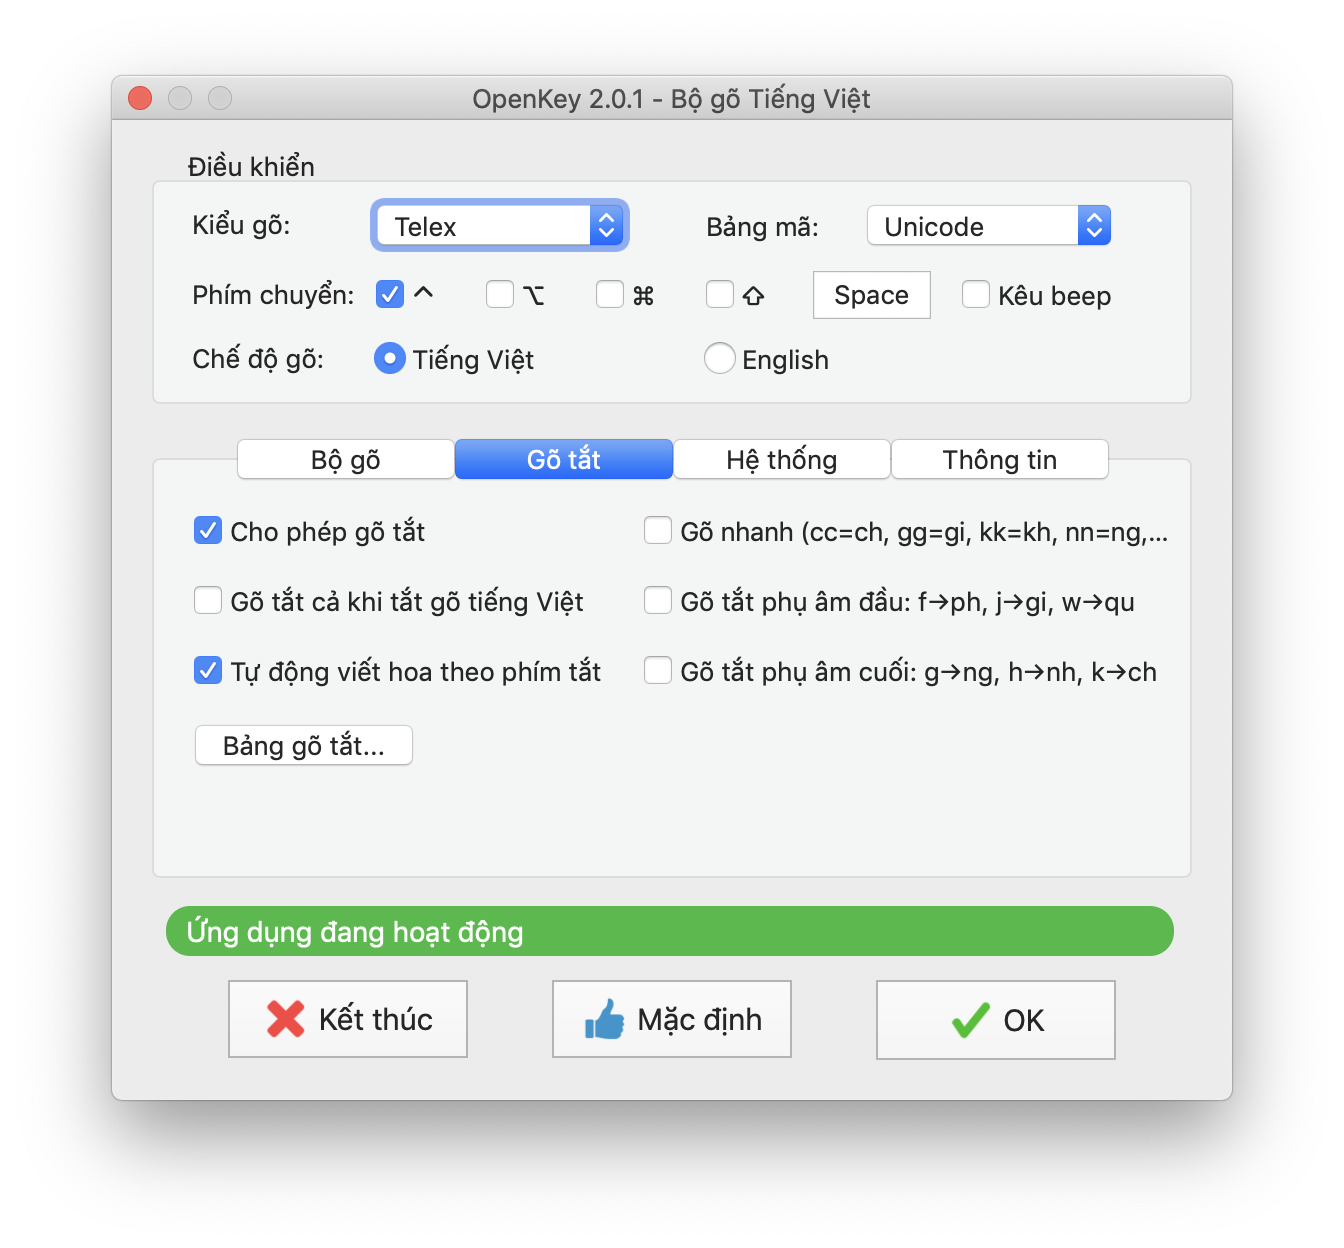 OpenKey 2.0.1 - Bộ gõ Tiếng Việt
Điều khiển
Kiểu gõ: Telex Bảng mã: Unicode
Phím chuyển: ^ ⌥ ⌘ ⇧ Space Kêu beep
Chế độ gõ: Tiếng Việt English
Bộ gõ Gõ tắt Hệ thống Thông tin
Cho phép gõ tắt Gõ nhanh (cc=ch, gg=gi, kk=kh, nn=ng,...
Gõ tắt cả khi tắt gõ tiếng Việt Gõ tắt phụ âm đầu: f→ph, j→gi, w→qu
Tự động viết hoa theo phím tắt Gõ tắt phụ âm cuối: g→ng, h→nh, k→ch
Bảng gõ tắt...
Ứng dụng đang hoạt động
Kết thúc Mặc định OK